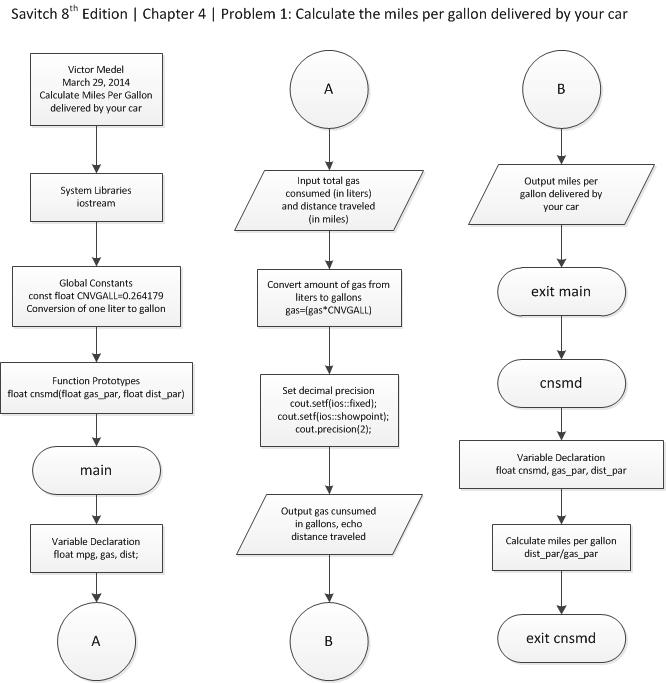 Savitch 8th Edition | Chapter 4 | Problem 1: Calculate the miles per gallon delivered by your car
Victor Medel
March 29, 2014
Calculate Miles Per Gallon
delivered by your car
System Libraries
iostream
Global Constants
const float CNVGALL=0.264179
Conversion of one liter to gallon
Function Prototypes
float cnsmd(float gas_par, float dist_par)
main
Variable Declaration
float mpg, gas, dist;
A
A
Input total gas
consumed (in liters)
and distance traveled
(in miles)
Convert amount of gas from
liters to gallons
gas=(gas*CNVGALL)
Set decimal precision
cout.setf(ios::fixed);
cout.setf(ios::showpoint);
cout.precision(2);
Output gas cunsumed
in gallons, echo
distance traveled
B
B
Output miles per
gallon delivered by
your car
exit main
cnsmd
Variable Declaration
float cnsmd, gas_par, dist_par
Calculate miles per gallon
dist_par/gas_par
exit cnsmd